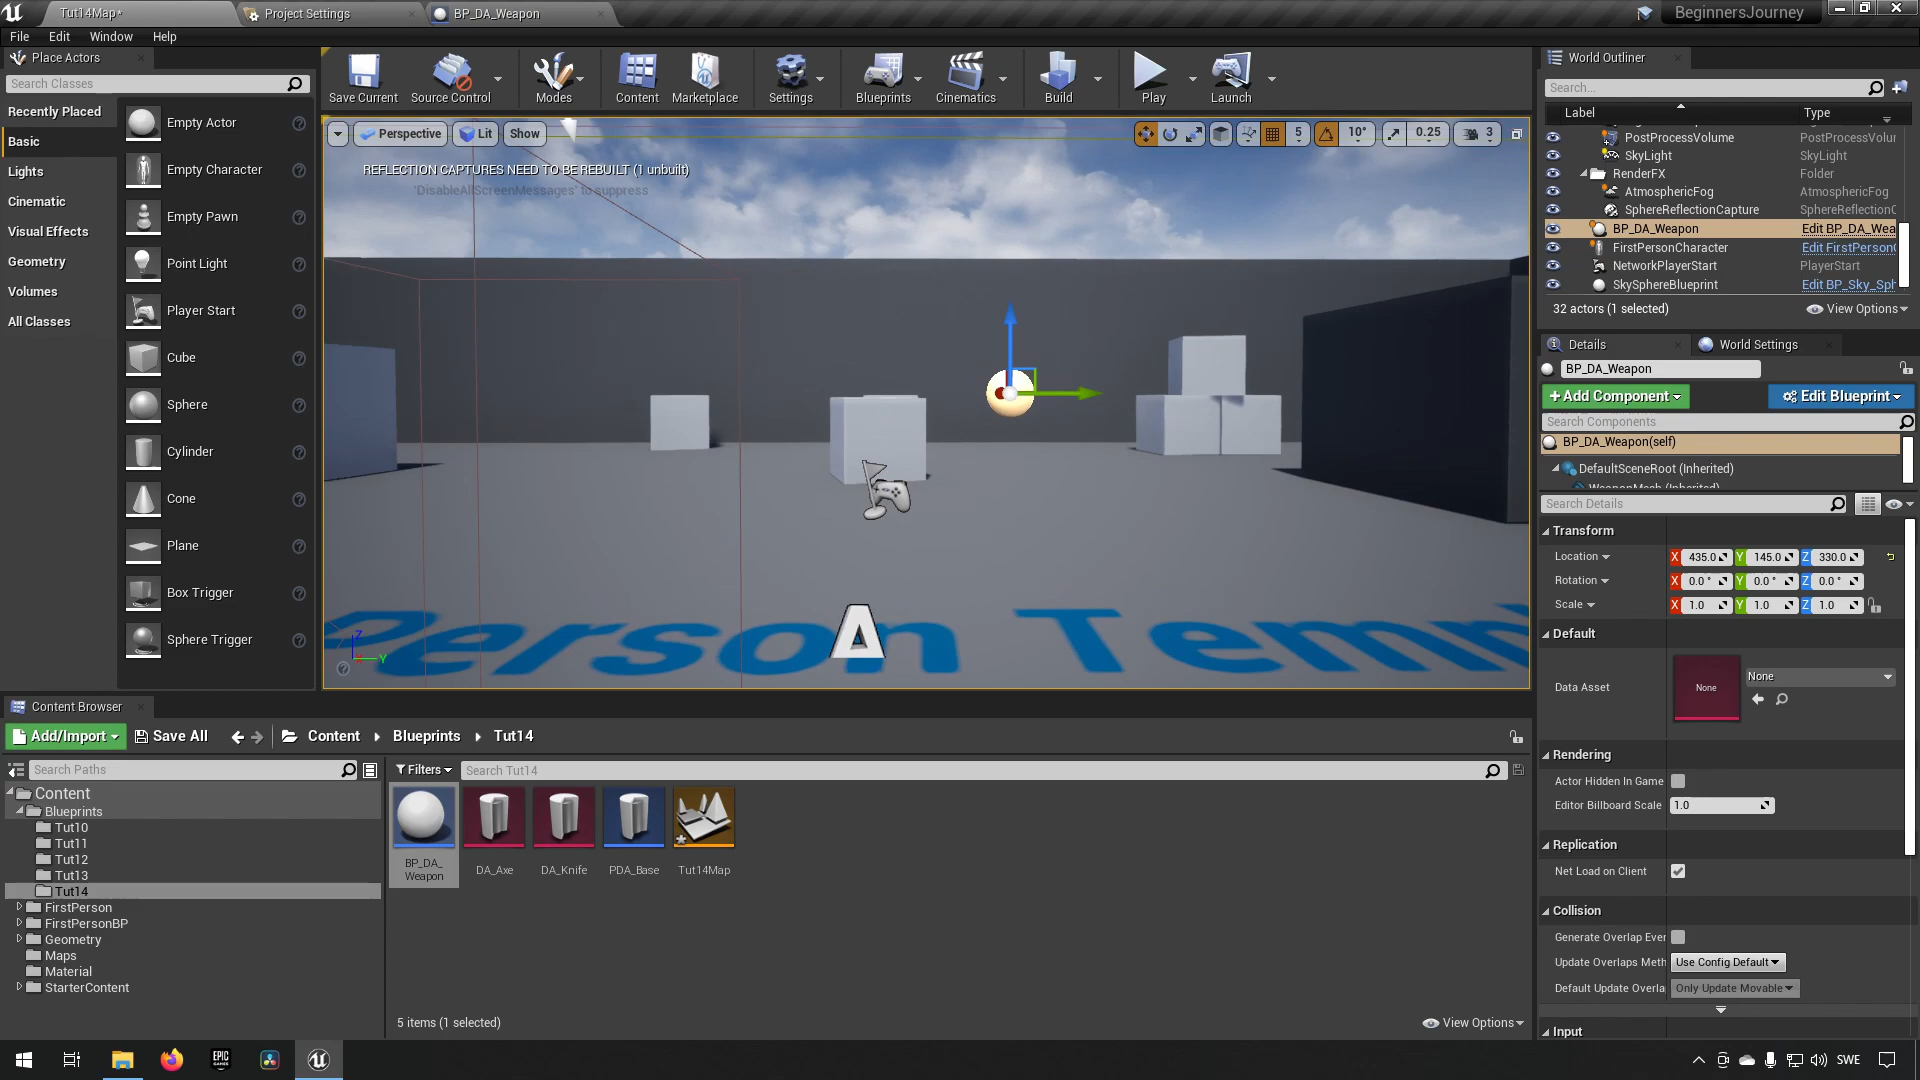 Tut14Map*
Project Settings
BP_DA_Weapon
BeginnersJourney
File
Edit
Window
Help
Place Actors
Search Classes
Recently Placed
Basic
Lights
Cinematic
Visual Effects
Geometry
Volumes
All Classes
Empty Actor
Empty Character
Empty Pawn
Point Light
Player Start
Cube
Sphere
Cylinder
Cone
Plane
Box Trigger
Sphere Trigger
Save Current
Source Control
Modes
Content
Marketplace
Settings
Blueprints
Cinematics
Build
Play
Launch
Perspective
Lit
Show
5
10°
0.25
3
REFLECTION CAPTURES NEED TO BE REBUILT (1 unbuilt)
'DisableAllScreenMessages' to suppress
Person Temp
A
Z
X
Y
World Outliner
Search...
Label
Type
PostProcessVolume
PostProcessVolum
SkyLight
SkyLight
RenderFX
Folder
AtmosphericFog
AtmosphericFog
SphereReflectionCapture
SphereReflectionC
BP_DA_Weapon
Edit BP_DA_Wea
FirstPersonCharacter
Edit FirstPersonC
NetworkPlayerStart
PlayerStart
SkySphereBlueprint
Edit BP_Sky_Sph
32 actors (1 selected)
View Options
Details
World Settings
BP_DA_Weapon
+Add Component
Edit Blueprint
Search Components
BP_DA_Weapon(self)
DefaultSceneRoot (Inherited)
WeaponMesh (Inherited)
Search Details
Transform
Location
X 435.0 Y 145.0 Z 330.0
Rotation
X 0.0 ° Y 0.0 ° Z 0.0 °
Scale
X 1.0 Y 1.0 Z 1.0
Default
Data Asset
None
None
Rendering
Actor Hidden In Game
Editor Billboard Scale
1.0
Replication
Net Load on Client
Collision
Generate Overlap Ever
Update Overlaps Meth
Use Config Default
Default Update Overla
Only Update Movable
Input
Content Browser
Add/Import
Save All
Content
Blueprints
Tut14
Search Paths
Filters
Search Tut14
Content
Blueprints
Tut10
Tut11
Tut12
Tut13
Tut14
FirstPerson
FirstPersonBP
Geometry
Maps
Material
StarterContent
BP_DA_
Weapon
DA_Axe
DA_Knife
PDA_Base
Tut14Map
5 items (1 selected)
View Options
EPIC
GAMES
SWE